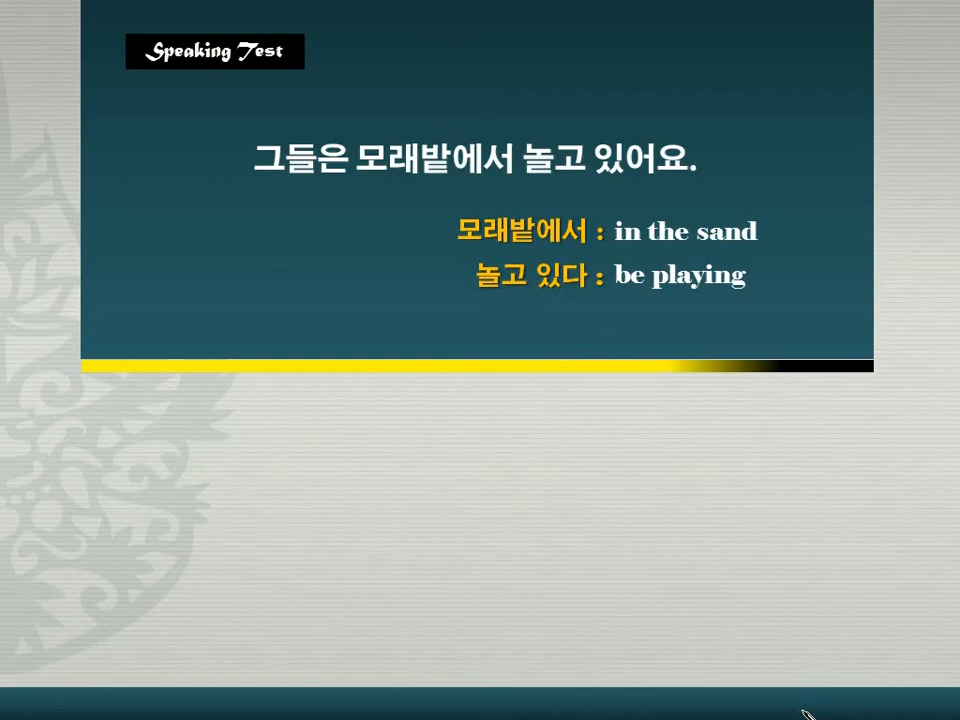 Speaking Test
그들은 모래밭에서 놀고 있어요.
모래밭에서 : in the sand
놀고 있다 : be playing